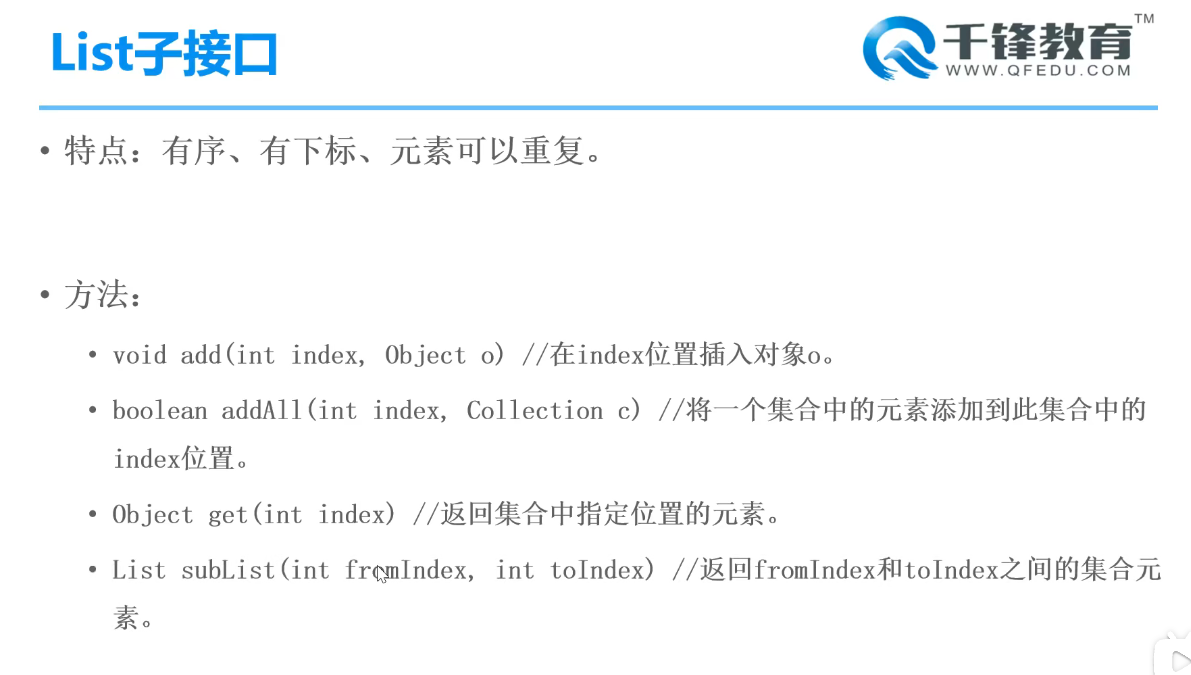 List子接口
千锋教育TM
WWW.QFEDU.COM
• 特点：有序、有下标、元素可以重复。
• 方法：
• void add(int index, Object o) //在index位置插入对象o。
• boolean addAll(int index, Collection c) //将一个集合中的元素添加到此集合中的
index位置。
• Object get(int index) //返回集合中指定位置的元素。
• List subList(int fromIndex, int toIndex) //返回fromIndex和toIndex之间的集合元
素。